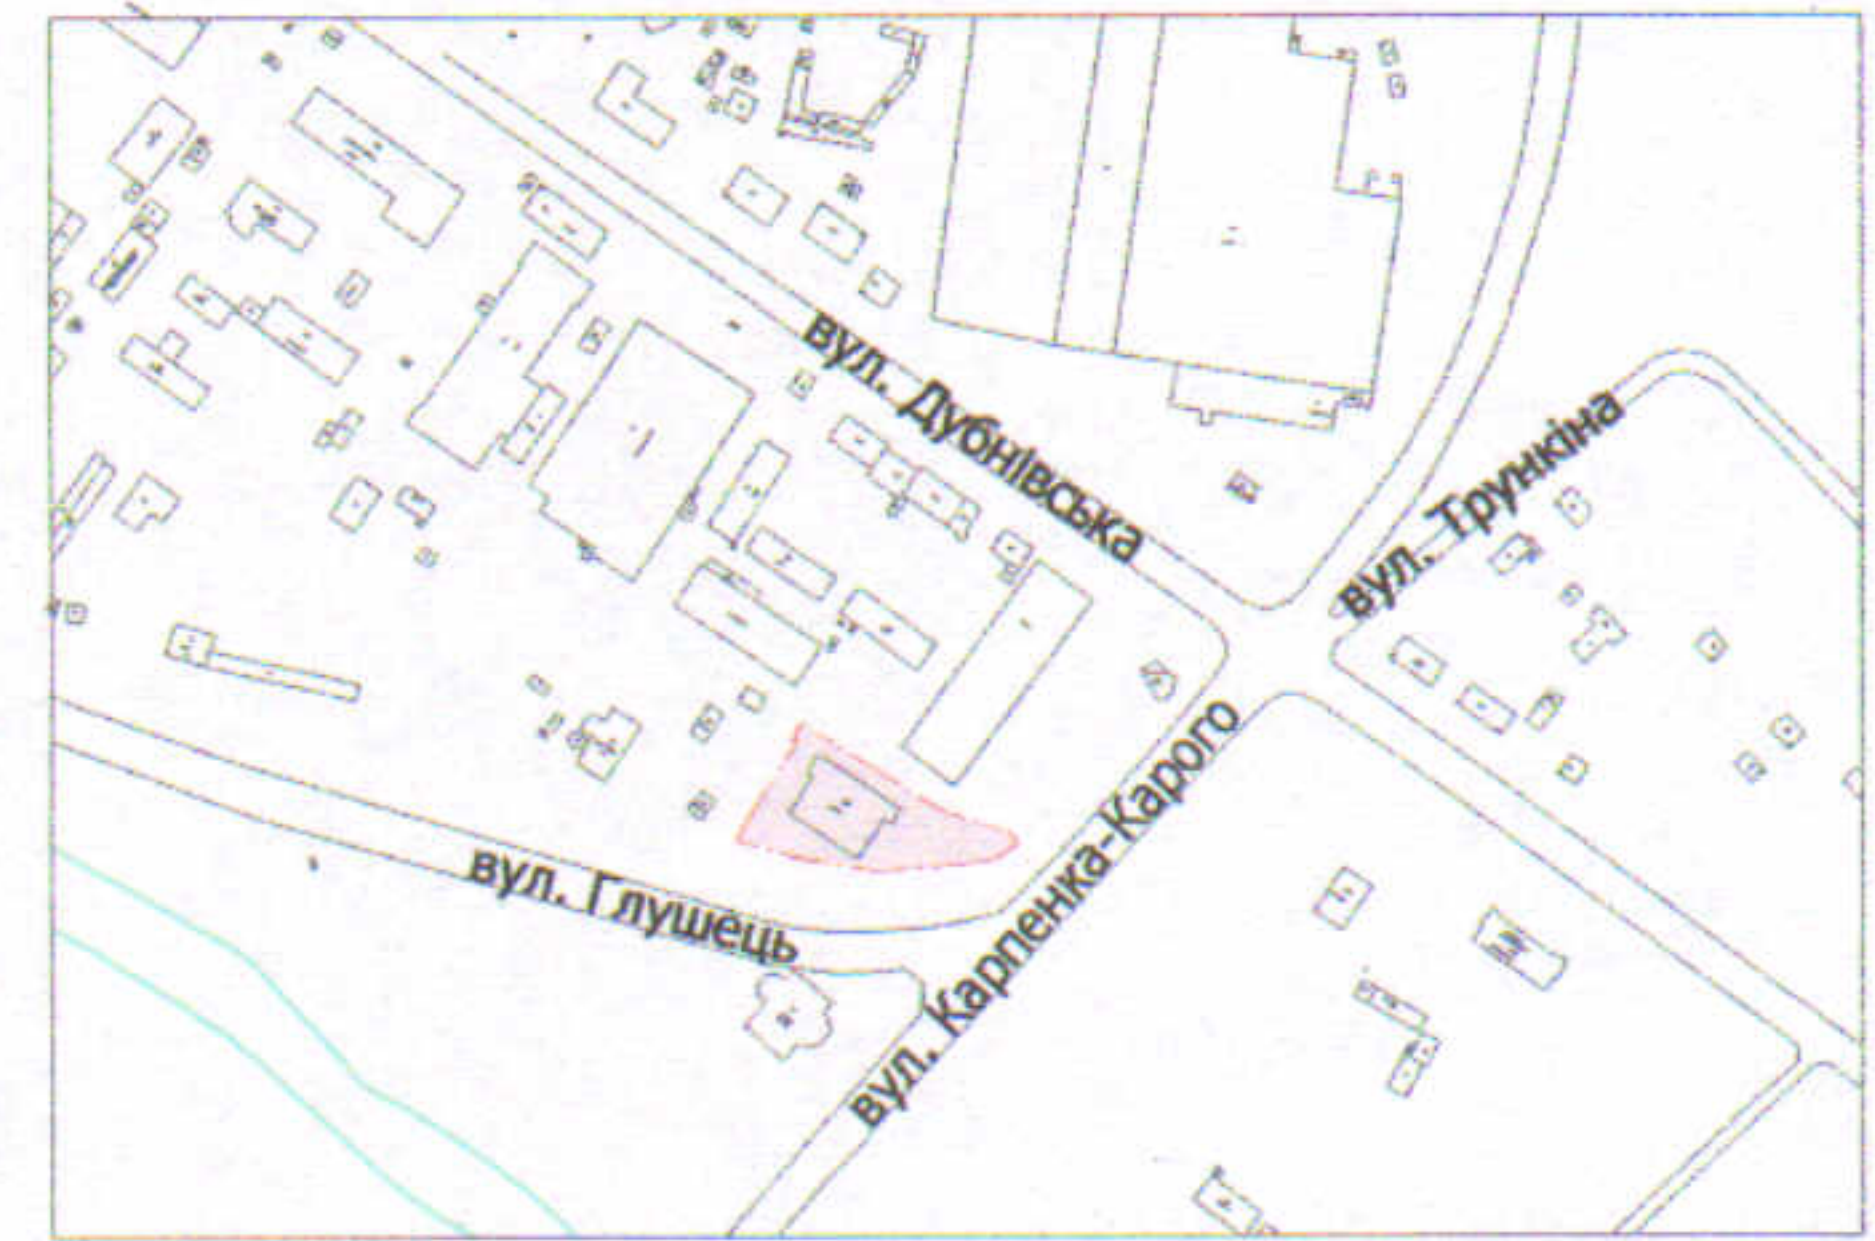 вул. Дубнівська
вул. Трункіна
вул. Глушець
вул. Карпенка-Карого